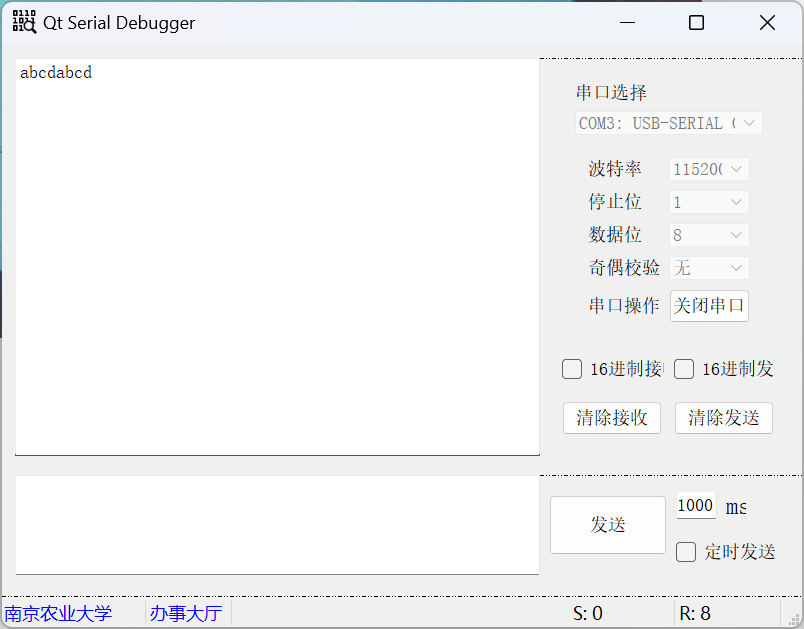 Qt Serial Debugger
abcdabcd
串口选择
COM3: USB-SERIAL
波特率 115200
停止位 1
数据位 8
奇偶校验 无
串口操作 关闭串口
16进制接 16进制发
清除接收 清除发送
发送 1000 ms
定时发送
南京农业大学 办事大厅 S: 0 R: 8